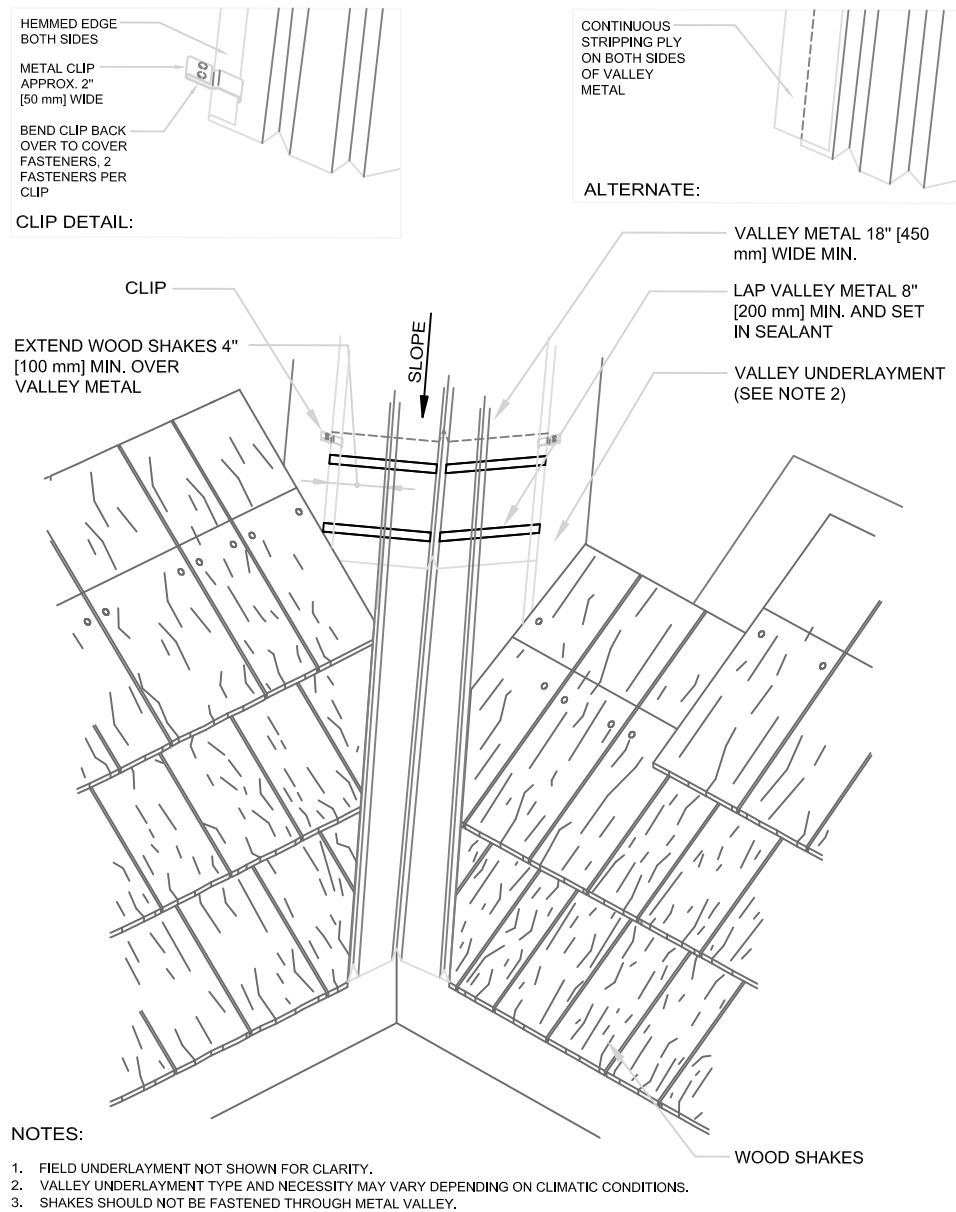 HEMMED EDGE
BOTH SIDES
METAL CLIP
APPROX. 2"
[50 mm] WIDE
BEND CLIP BACK
OVER TO COVER
FASTENERS, 2
FASTENERS PER
CLIP
CLIP DETAIL:
CONTINUOUS
STRIPPING PLY
ON BOTH SIDES
OF VALLEY
METAL
ALTERNATE:
VALLEY METAL 18" [450
mm] WIDE MIN.
CLIP
LAP VALLEY METAL 8"
[200 mm] MIN. AND SET
IN SEALANT
SLOPE
EXTEND WOOD SHAKES 4"
[100 mm] MIN. OVER
VALLEY METAL
VALLEY UNDERLAYMENT
(SEE NOTE 2)
WOOD SHAKES
NOTES:
1. FIELD UNDERLAYMENT NOT SHOWN FOR CLARITY.
2. VALLEY UNDERLAYMENT TYPE AND NECESSITY MAY VARY DEPENDING ON CLIMATIC CONDITIONS.
3. SHAKES SHOULD NOT BE FASTENED THROUGH METAL VALLEY.